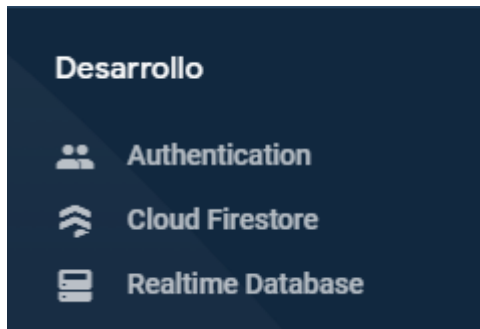 Desarrollo
Authentication
Cloud Firestore
Realtime Database